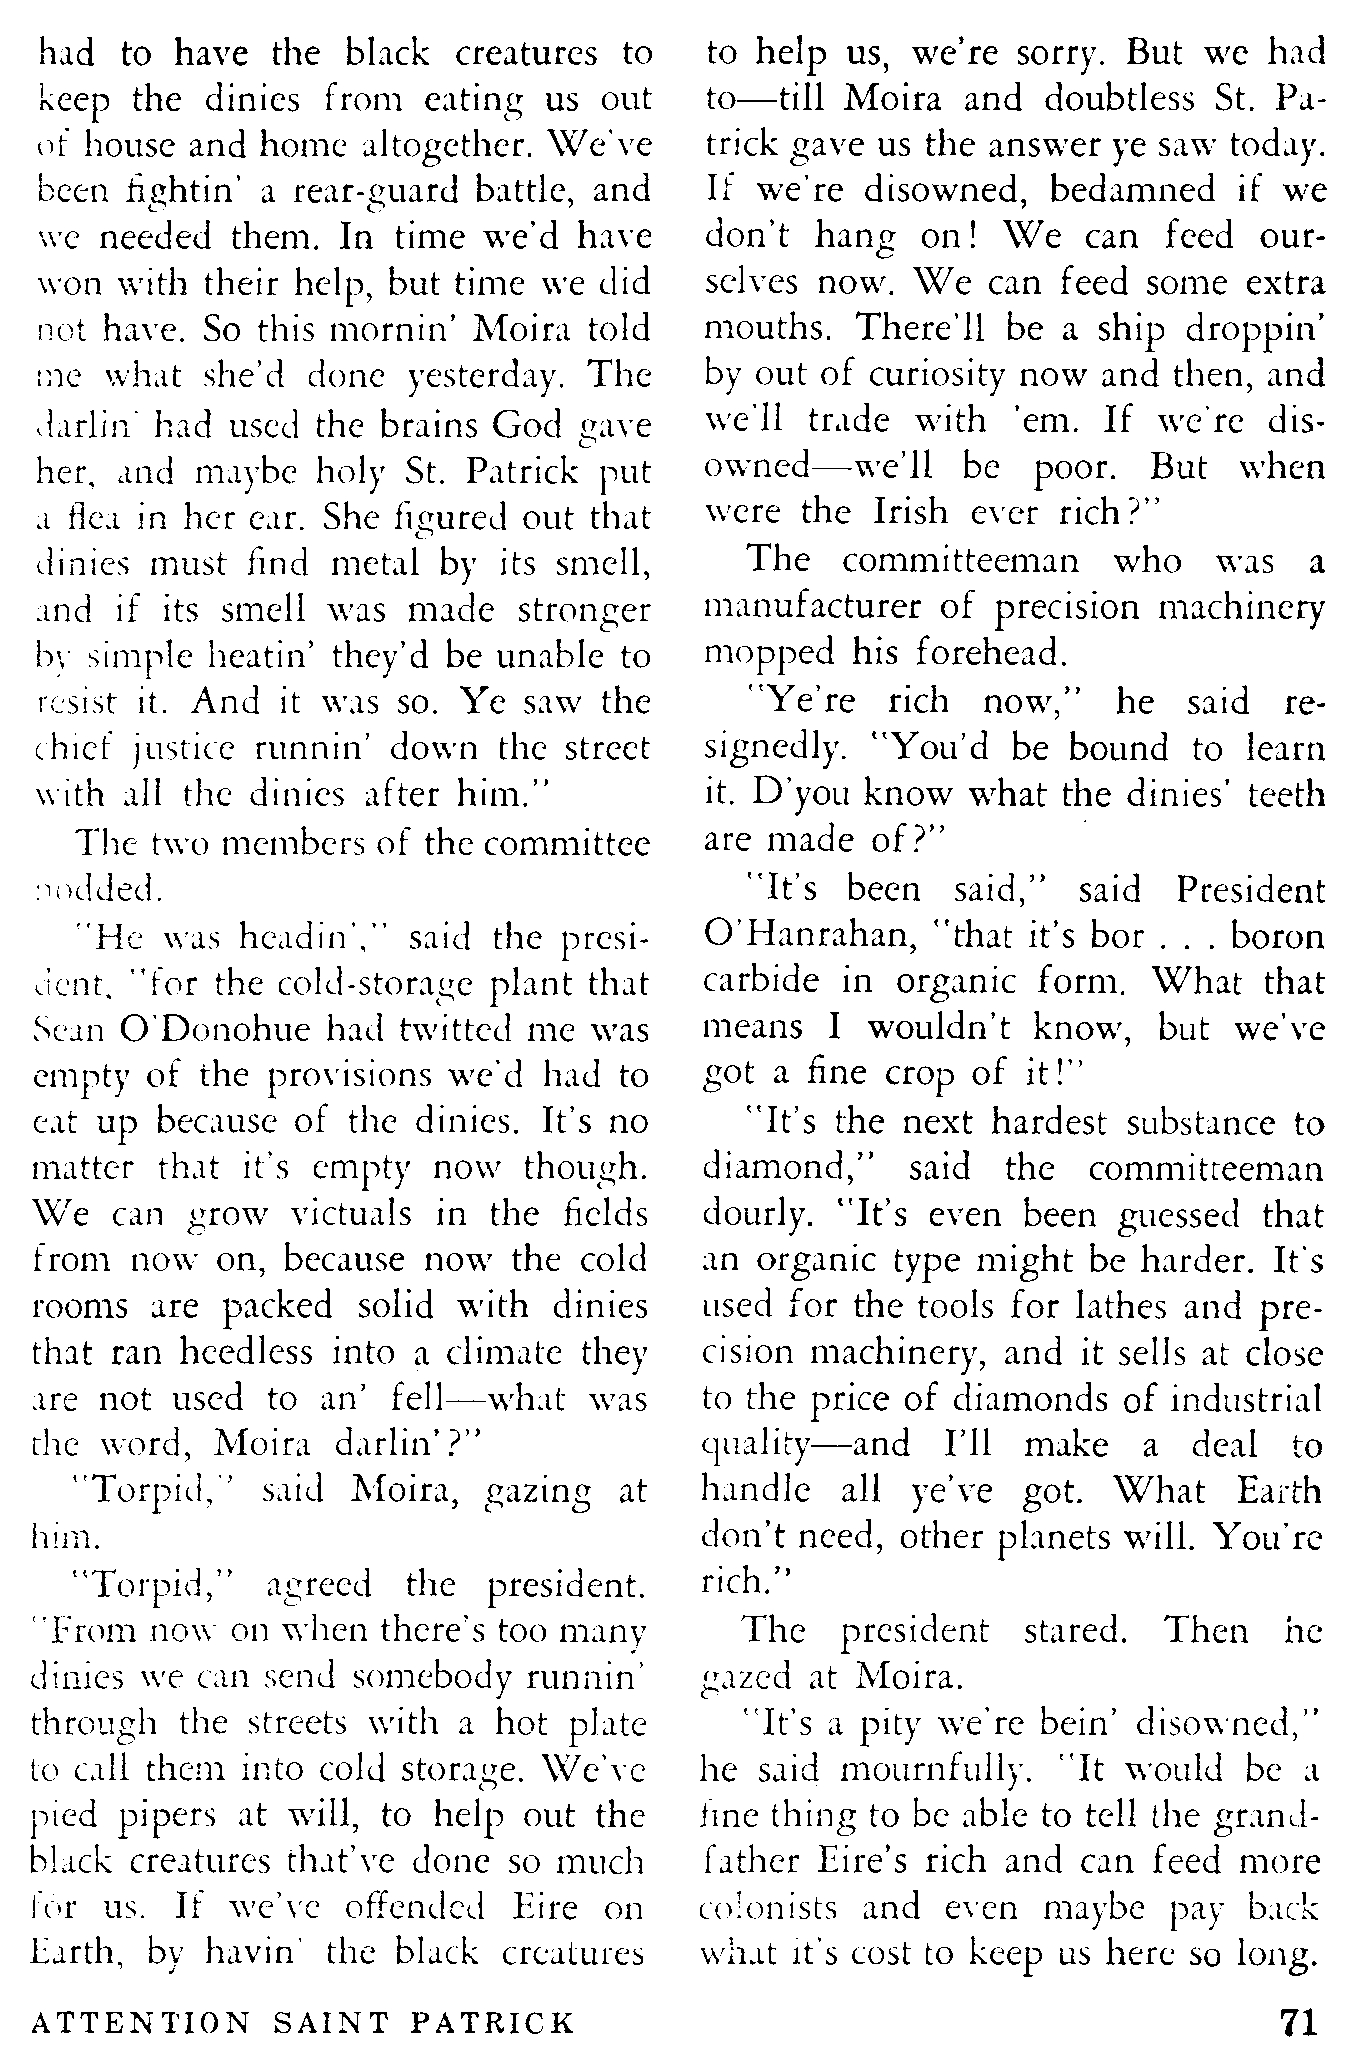 had to have the black creatures to
keep the dinies from eating us out
of house and home altogether. We've
been fightin' a rear-guard battle, and
we needed them. In time we'd have
won with their help, but time we did
not have. So this mornin' Moira told
me what she'd done yesterday. The
darlin' had used the brains God gave
her, and maybe holy St. Patrick put
a flea in her ear. She figured out that
dinies must find metal by its smell,
and if its smell was made stronger
by simple heatin' they'd be unable to
resist it. And it was so. Ye saw the
chief justice runnin' down the street
with all the dinies after him."
The two members of the committee
nodded.
"He was headin'," said the presi-
dent, "for the cold-storage plant that
Sean O'Donohue had twitted me was
empty of the provisions we'd had to
eat up because of the dinies. It's no
matter that it's empty now though.
We can grow victuals in the fields
from now on, because now the cold
rooms are packed solid with dinies
that ran heedless into a climate they
are not used to an' fell—what was
the word, Moira darlin'?"
"Torpid," said Moira, gazing at
him.
"Torpid," agreed the president.
"From now on when there's too many
dinies we can send somebody runnin'
through the streets with a hot plate
to call them into cold storage. We've
pied pipers at will, to help out the
black creatures that've done so much
for us. If we've offended Eire on
Earth, by havin' the black creatures
to help us, we're sorry. But we had
to—till Moira and doubtless St. Pa-
trick gave us the answer ye saw today.
If we're disowned, bedamned if we
don't hang on! We can feed our-
selves now. We can feed some extra
mouths. There'll be a ship droppin'
by out of curiosity now and then, and
we'll trade with 'em. If we're dis-
owned—we'll be poor. But when
were the Irish ever rich?"
The committeeman who was a
manufacturer of precision machinery
mopped his forehead.
"Ye're rich now," he said re-
signedly. "You'd be bound to learn
it. D'you know what the dinies' teeth
are made of?"
"It's been said," said President
O'Hanrahan, "that it's bor . . . boron
carbide in organic form. What that
means I wouldn't know, but we've
got a fine crop of it!"
"It's the next hardest substance to
diamond," said the committeeman
dourly. "It's even been guessed that
an organic type might be harder. It's
used for the tools for lathes and pre-
cision machinery, and it sells at close
to the price of diamonds of industrial
quality—and I'll make a deal to
handle all ye've got. What Earth
don't need, other planets will. You're
rich."
The president stared. Then he
gazed at Moira.
"It's a pity we're bein' disowned,"
he said mournfully. "It would be a
fine thing to be able to tell the grand-
father Eire's rich and can feed more
colonists and even maybe pay back
what it's cost to keep us here so long.
ATTENTION SAINT PATRICK
71